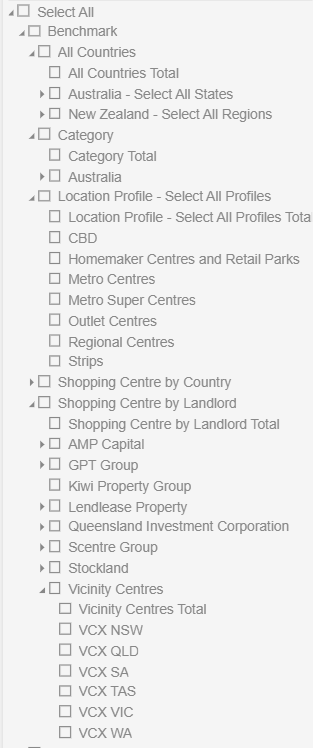 Select All
Benchmark
All Countries
All Countries Total
Australia - Select All States
New Zealand - Select All Regions
Category
Category Total
Australia
Location Profile - Select All Profiles
Location Profile - Select All Profiles Tota
CBD
Homemaker Centres and Retail Parks
Metro Centres
Metro Super Centres
Outlet Centres
Regional Centres
Strips
Shopping Centre by Country
Shopping Centre by Landlord
Shopping Centre by Landlord Total
AMP Capital
GPT Group
Kiwi Property Group
Lendlease Property
Queensland Investment Corporation
Scentre Group
Stockland
Vicinity Centres
Vicinity Centres Total
VCX NSW
VCX QLD
VCX SA
VCX TAS
VCX VIC
VCX WA